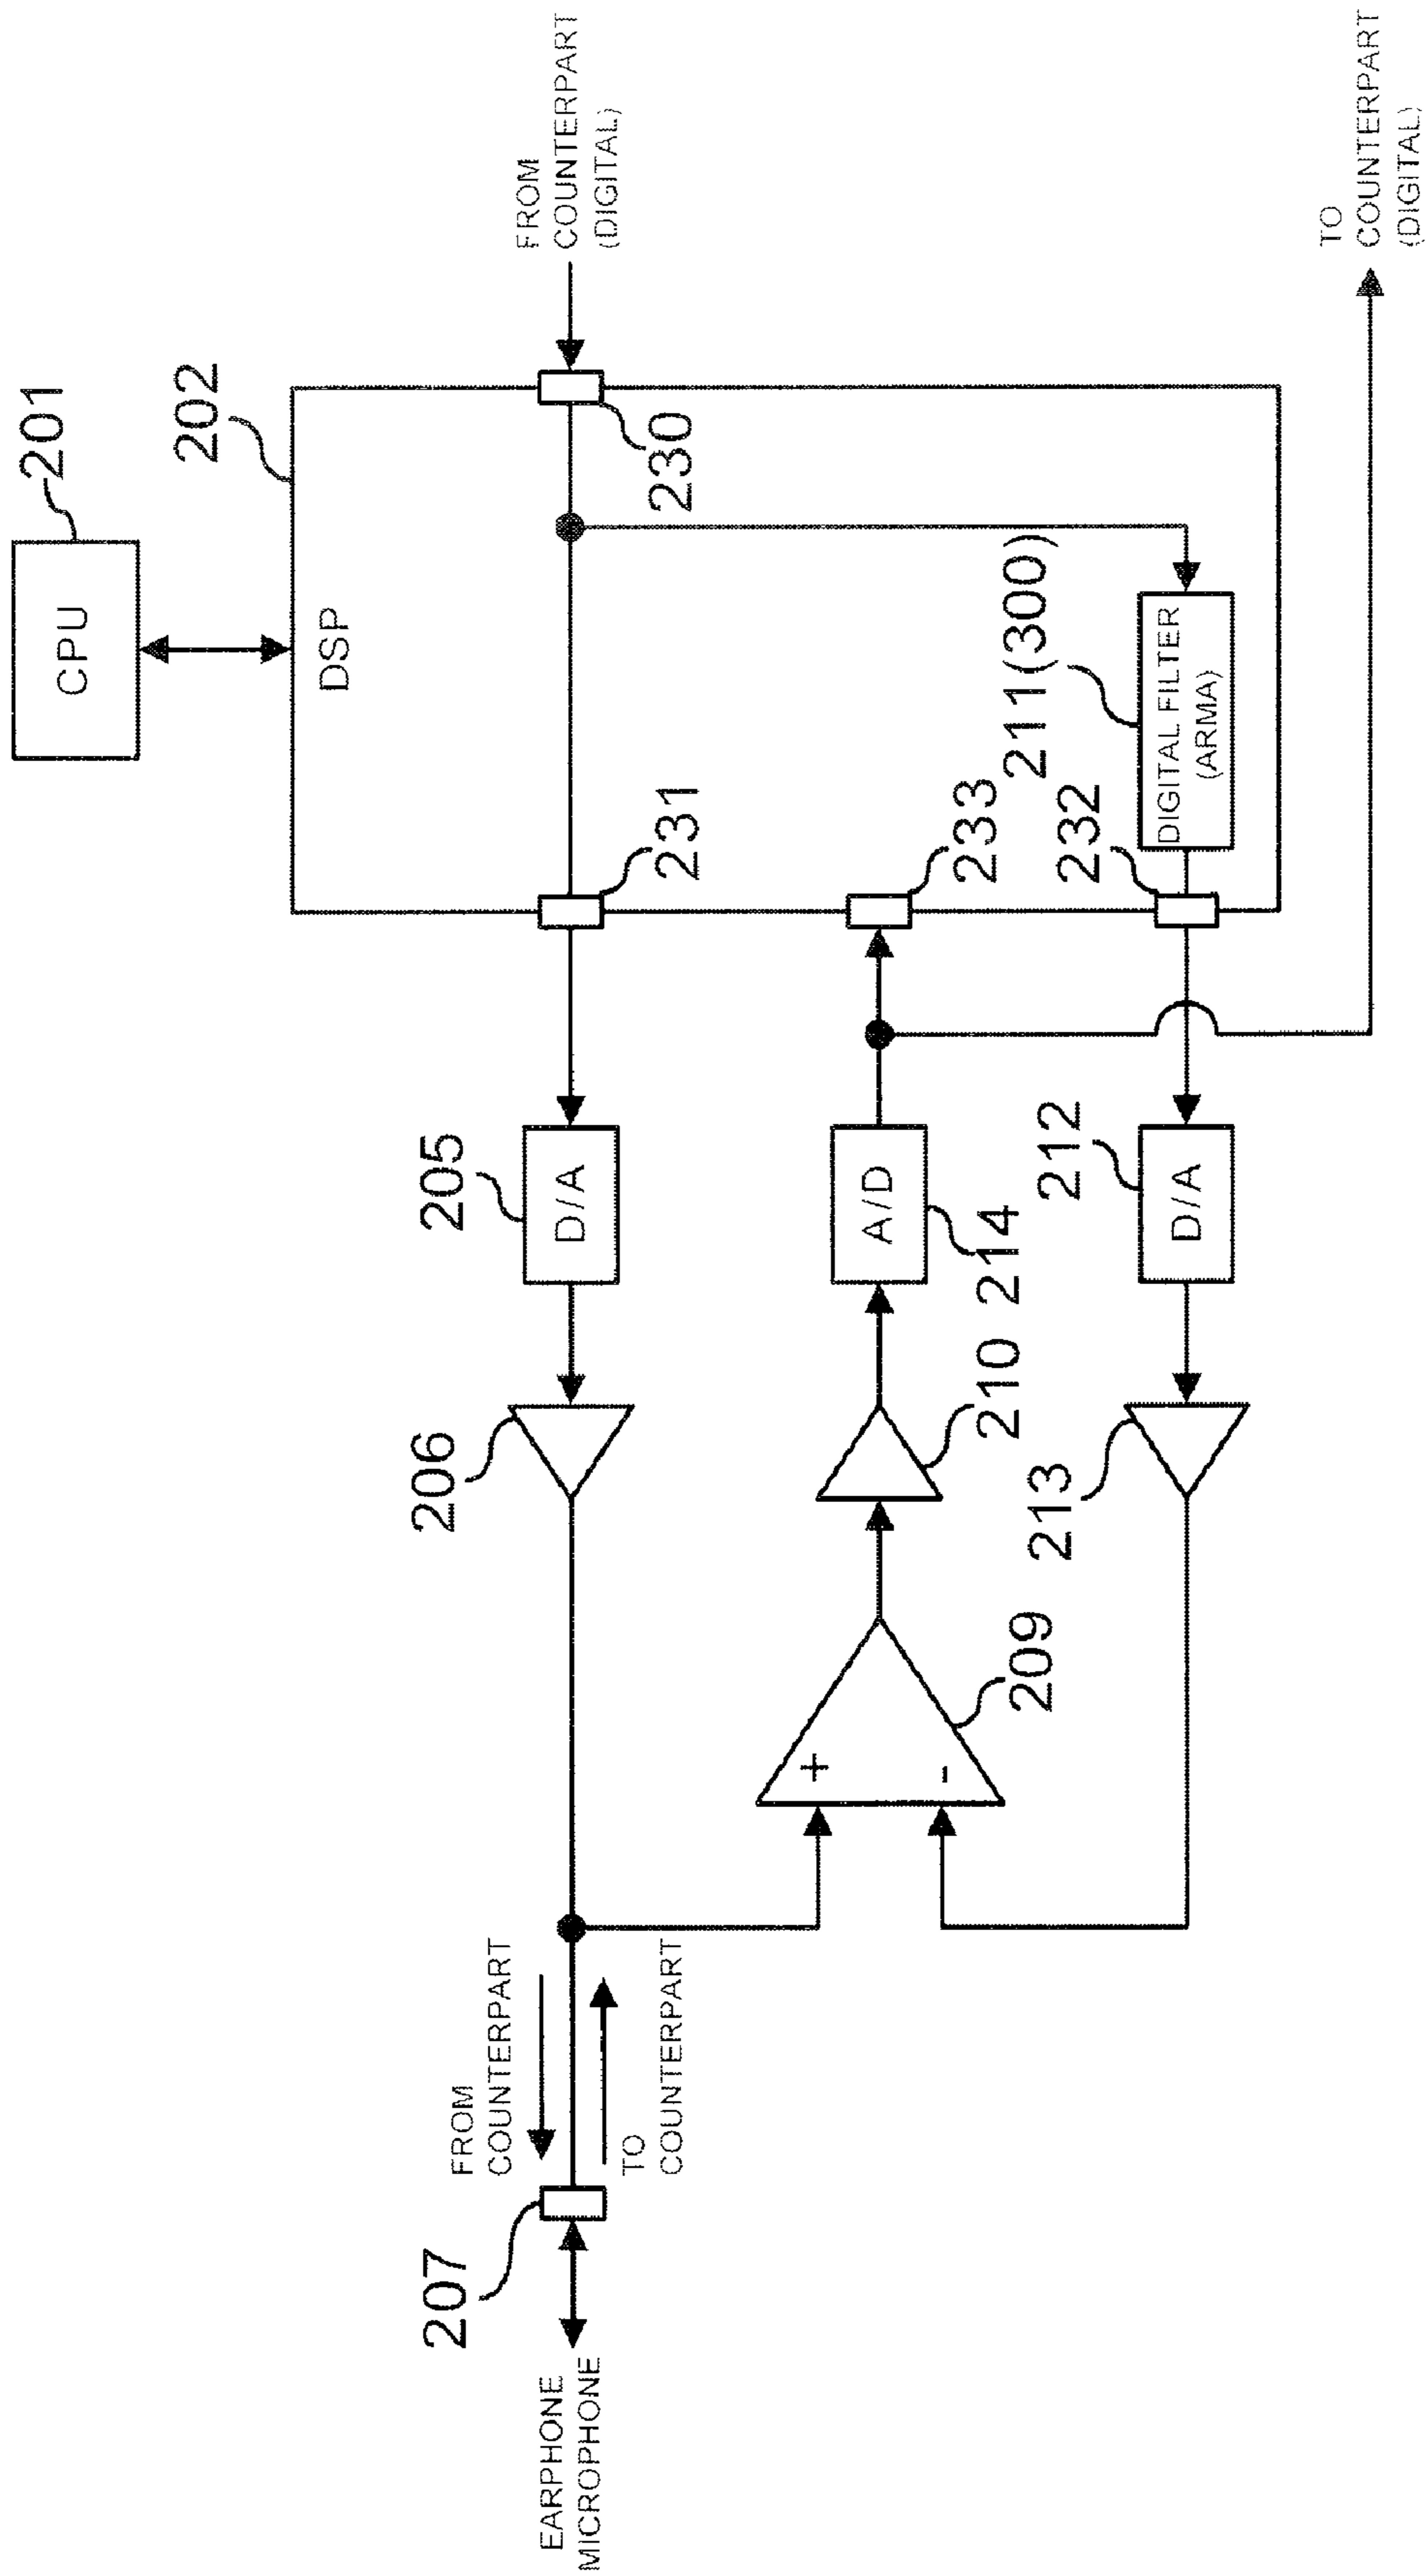 CPU
201
202
DSP
FROM
COUNTERPART
(DIGITAL)
230
231
205
D/A
206
FROM
COUNTERPART
207
EARPHONE
MICROPHONE
TO
COUNTERPART
+
-
209
210
A/D
214
233
211(300)
DIGITAL FILTER
(ARMA)
232
212
D/A
213
TO
COUNTERPART
(DIGITAL)